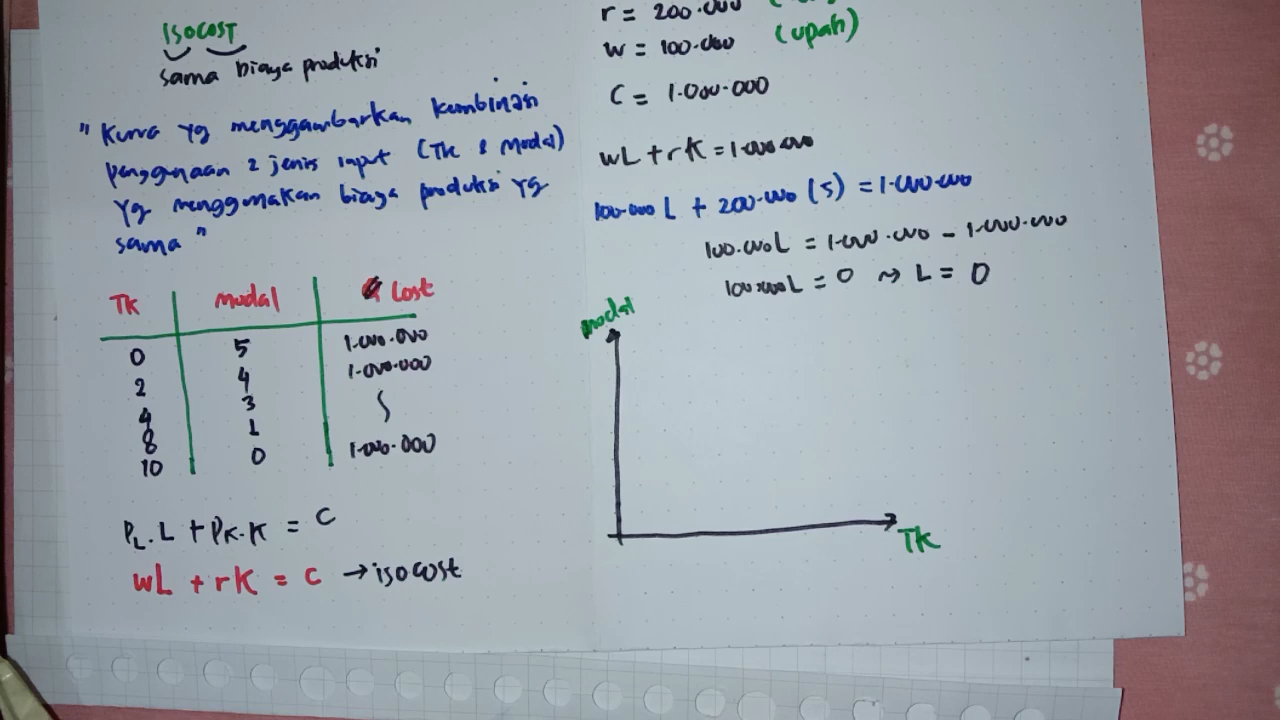 isocost
sama biaya produksi
" Kurva yg menggambarkan kombinasi
penggunaan 2 jenis input (TK & Modal)
yg menggunakan biaya produksi yg
sama "
TK modal Cost
0 5 1.000.000
2 4 1.000.000
4 3
8 1
10 0 1.000.000
PL.L + PK.K = C
wL + rK = C → isocost
r = 200.000
w = 100.000 (upah)
C = 1.000.000
wL + rK = 1.000.000
100.000 L + 200.000 (5) = 1.000.000
100.000L = 1.000.000 - 1.000.000
100.000L = 0 ~> L = 0
modal
TK